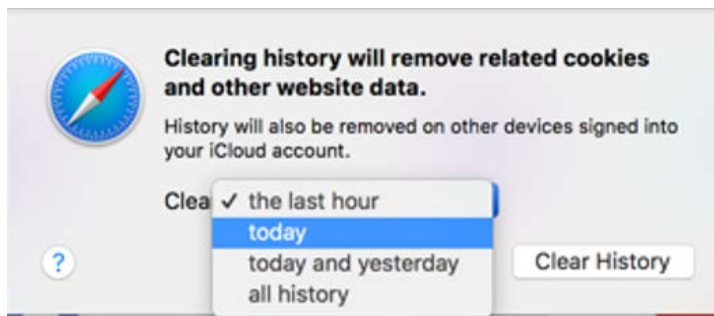 Clearing history will remove related cookies
and other website data.
History will also be removed on other devices signed into
your iCloud account.
Clea ✓ the last hour
today
today and yesterday
all history
? Clear History